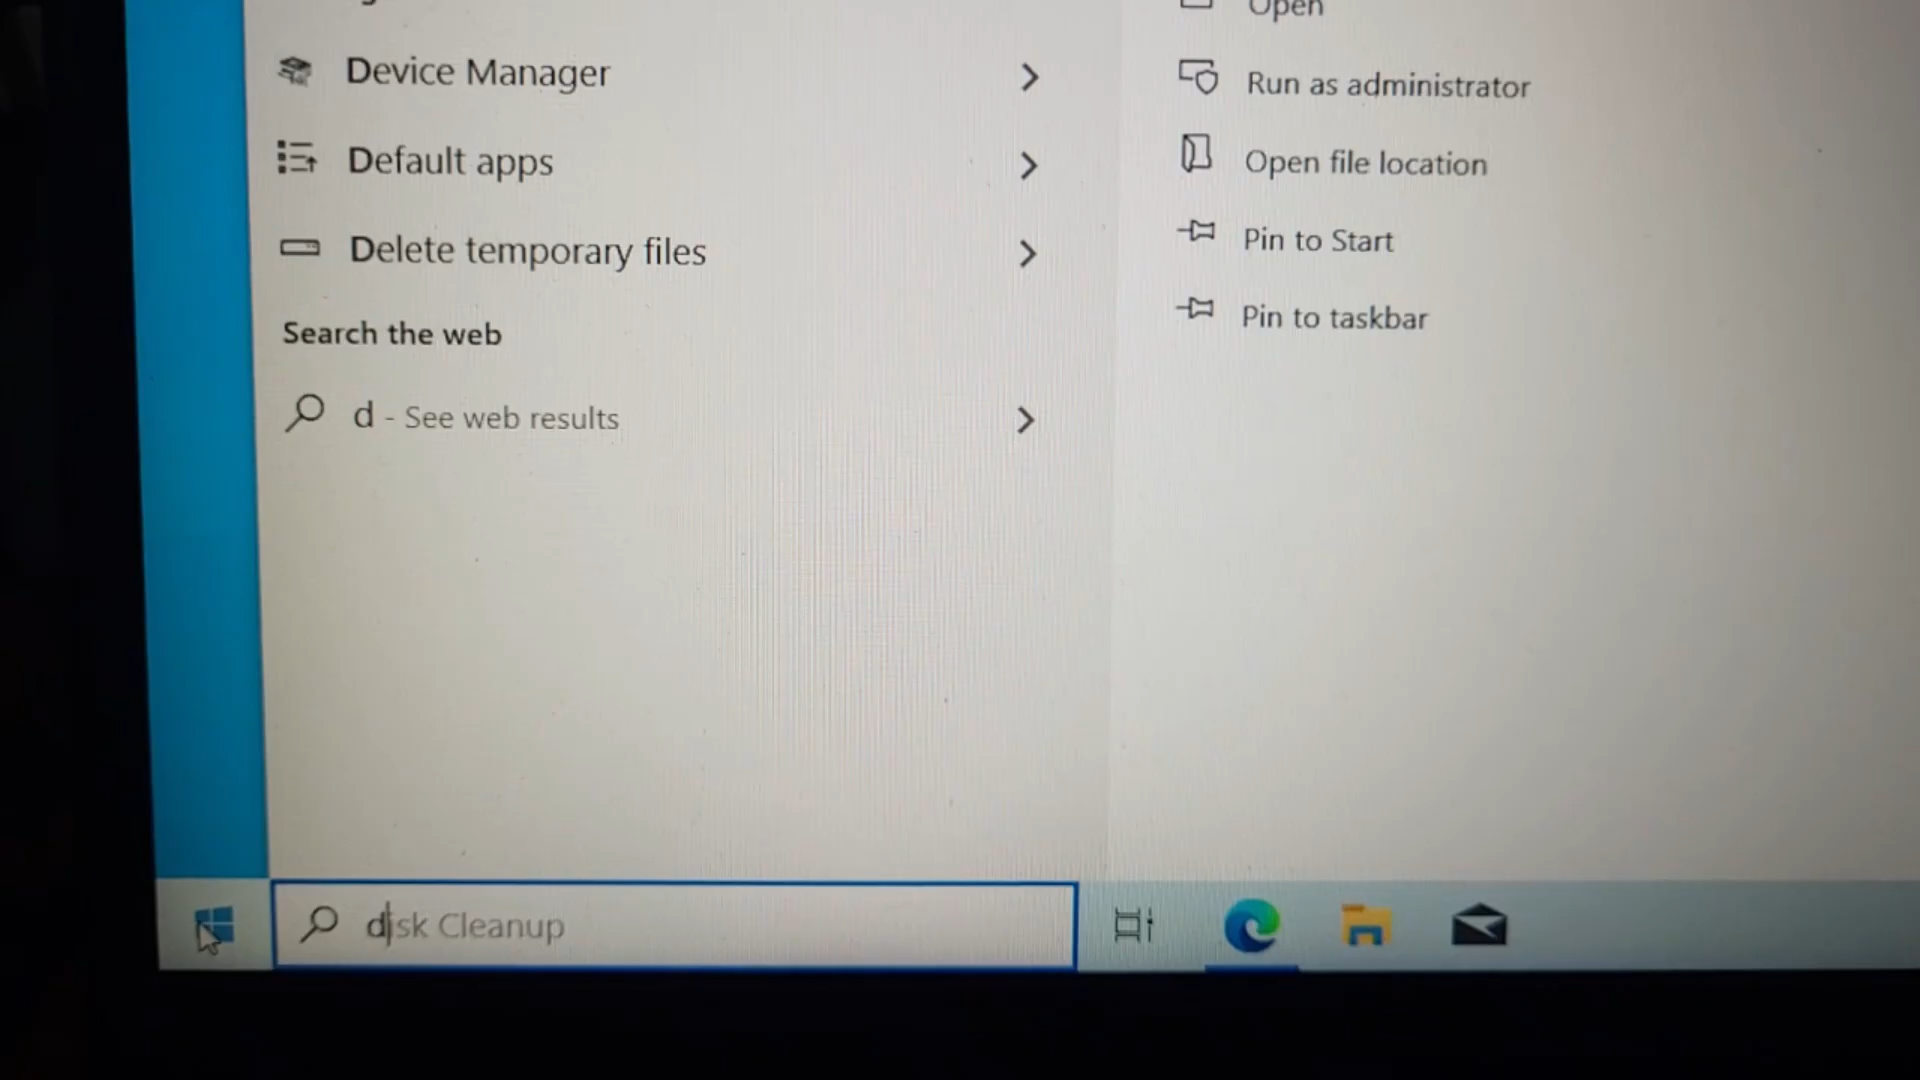 Open
Device Manager
Run as administrator
Default apps
Open file location
Delete temporary files
Pin to Start
Search the web
Pin to taskbar
d - See web results
disk Cleanup